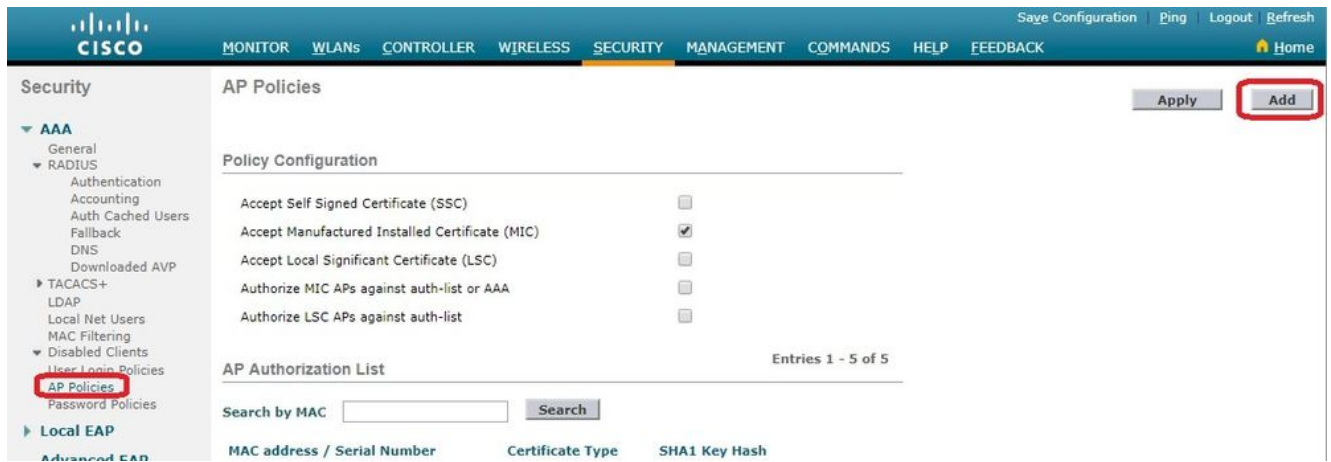 Save Configuration Ping Logout Refresh
CISCO MONITOR WLANs CONTROLLER WIRELESS SECURITY MANAGEMENT COMMANDS HELP FEEDBACK Home
Security
AAA
General
RADIUS
Authentication
Accounting
Auth Cached Users
Fallback
DNS
Downloaded AVP
TACACS+
LDAP
Local Net Users
MAC Filtering
Disabled Clients
User Login Policies
AP Policies
Password Policies
Local EAP
Advanced EAP
AP Policies
Apply Add
Policy Configuration
Accept Self Signed Certificate (SSC)
Accept Manufactured Installed Certificate (MIC)
Accept Local Significant Certificate (LSC)
Authorize MIC APs against auth-list or AAA
Authorize LSC APs against auth-list
AP Authorization List Entries 1 - 5 of 5
Search by MAC Search
MAC address / Serial Number Certificate Type SHA1 Key Hash